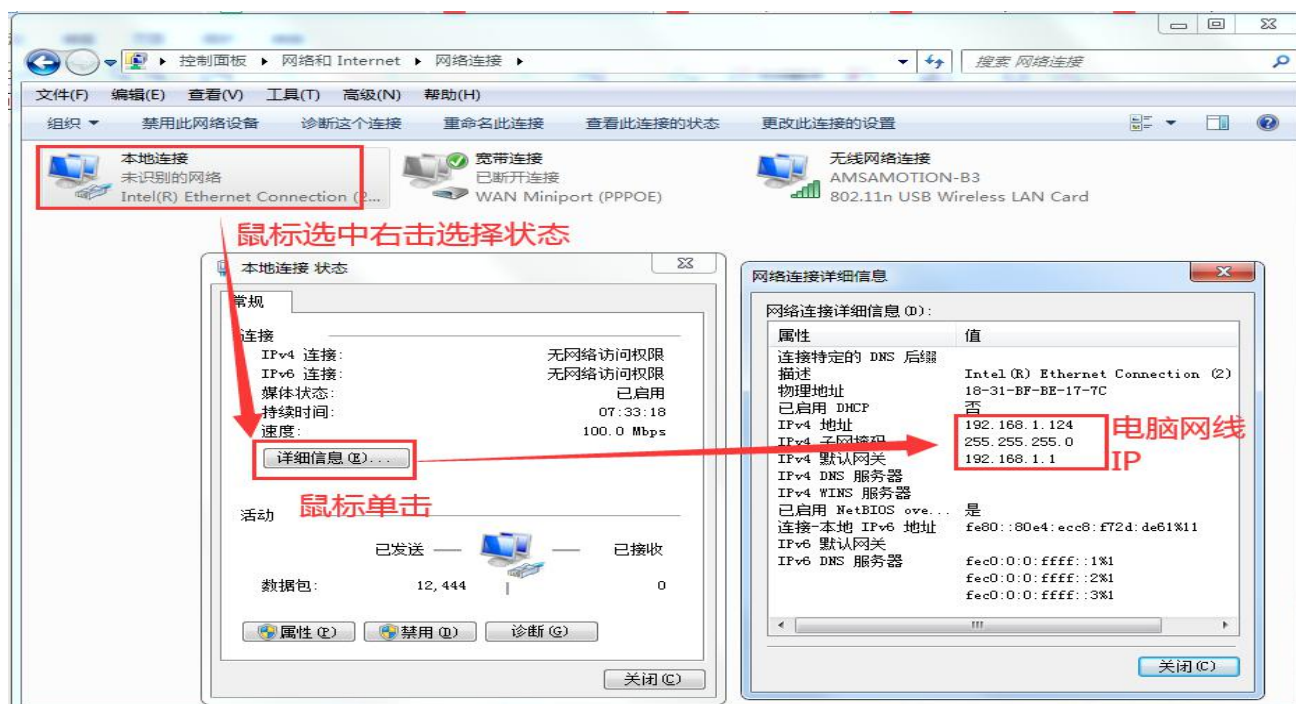 控制面板 ▶ 网络和 Internet ▶ 网络连接 ▶
搜索 网络连接
文件(F) 编辑(E) 查看(V) 工具(T) 高级(N) 帮助(H)
组织 禁用此网络设备 诊断这个连接 重命名此连接 查看此连接的状态 更改此连接的设置
本地连接
未识别的网络
Intel(R) Ethernet Connection (2...
宽带连接
已断开连接
WAN Miniport (PPPOE)
无线网络连接
AMSAMOTION-B3
802.11n USB Wireless LAN Card
鼠标选中右击选择状态
本地连接 状态
常规
连接
IPv4 连接: 无网络访问权限
IPv6 连接: 无网络访问权限
媒体状态: 已启用
持续时间: 07:33:18
速度: 100.0 Mbps
详细信息(E)...
鼠标单击
活动
已发送 已接收
数据包: 12,444 0
属性(P) 禁用(D) 诊断(G)
关闭(C)
网络连接详细信息
网络连接详细信息(D):
属性 值
连接特定的 DNS 后缀
描述 Intel(R) Ethernet Connection (2)
物理地址 18-31-BF-BE-17-7C
已启用 DHCP 否
IPv4 地址 192.168.1.124
IPv4 子网掩码 255.255.255.0
IPv4 默认网关 192.168.1.1
IPv4 DNS 服务器
IPv4 WINS 服务器
已启用 NetBIOS ove... 是
连接-本地 IPv6 地址 fe80::80e4:ecc8:f72d:de61%11
IPv6 默认网关
IPv6 DNS 服务器 fec0:0:0:ffff::1%1
fec0:0:0:ffff::2%1
fec0:0:0:ffff::3%1
电脑网线
IP
关闭(C)